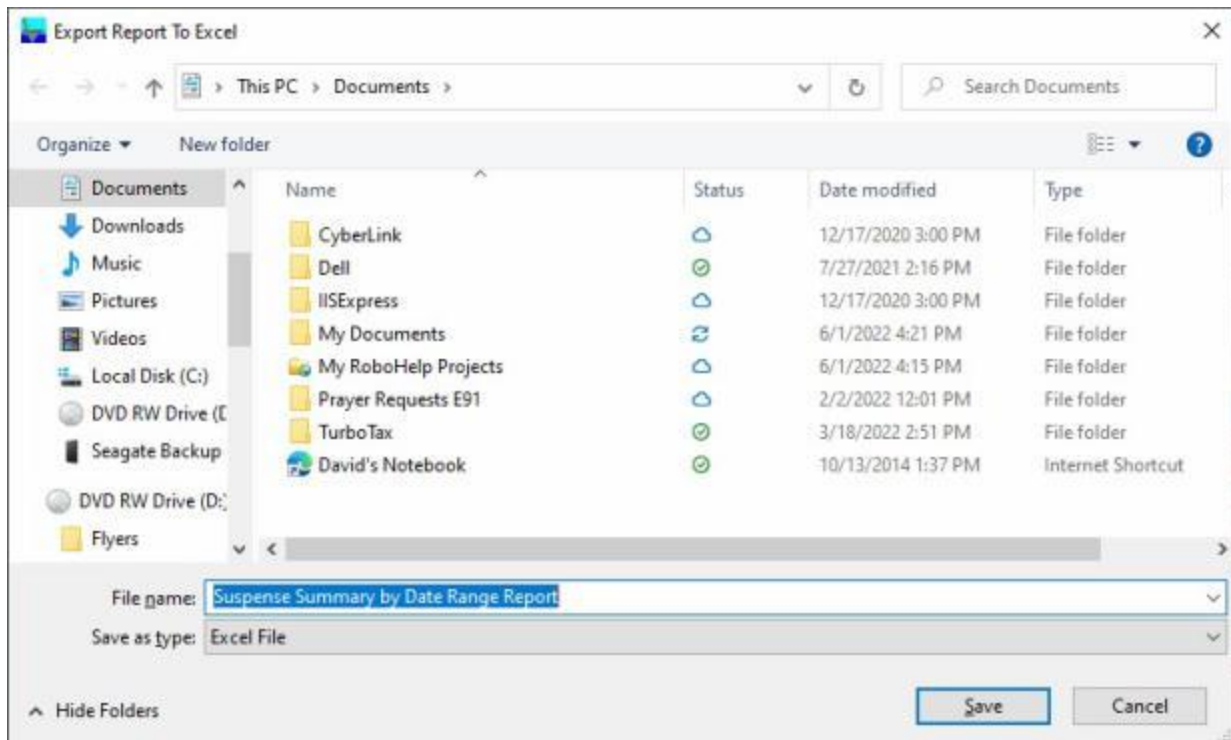 Export Report To Excel
This PC > Documents >
Search Documents
Organize
New folder
Documents
Downloads
Music
Pictures
Videos
Local Disk (C:)
DVD RW Drive (D
Seagate Backup
DVD RW Drive (D:
Flyers
Name Status Date modified Type
CyberLink 12/17/2020 3:00 PM File folder
Dell 7/27/2021 2:16 PM File folder
IISExpress 12/17/2020 3:00 PM File folder
My Documents 6/1/2022 4:21 PM File folder
My RoboHelp Projects 6/1/2022 4:15 PM File folder
Prayer Requests E91 2/2/2022 12:01 PM File folder
TurboTax 3/18/2022 2:51 PM File folder
David's Notebook 10/13/2014 1:37 PM Internet Shortcut
File name: Suspense Summary by Date Range Report
Save as type: Excel File
Hide Folders
Save
Cancel